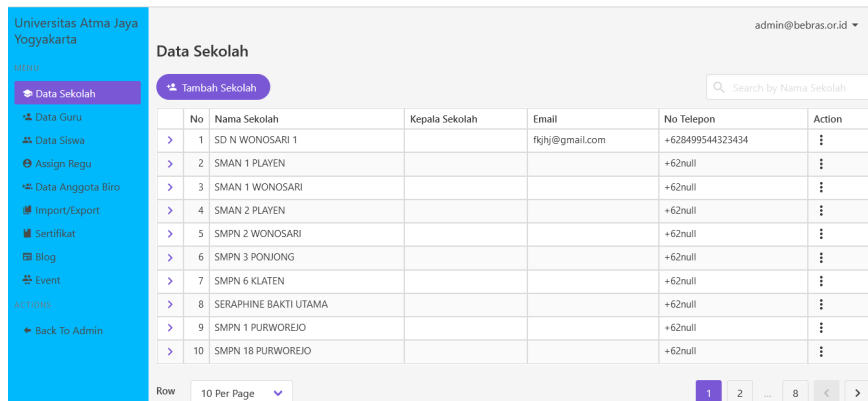 Universitas Atma Jaya
Yogyakarta
admin@bebras.or.id
MENU
Data Sekolah
Data Guru
Data Siswa
Assign Regu
Data Anggota Biro
Import/Export
Sertifikat
Blog
Event
ACTIONS
Back To Admin
Data Sekolah
Tambah Sekolah
Search by Nama Sekolah
No Nama Sekolah Kepala Sekolah Email No Telepon Action
1 SD N WONOSARI 1 fkjhj@gmail.com +628499544323434
2 SMAN 1 PLAYEN +62null
3 SMAN 1 WONOSARI +62null
4 SMAN 2 PLAYEN +62null
5 SMPN 2 WONOSARI +62null
6 SMPN 3 PONJONG +62null
7 SMPN 6 KLATEN +62null
8 SERAPHINE BAKTI UTAMA +62null
9 SMPN 1 PURWOREJO +62null
10 SMPN 18 PURWOREJO +62null
Row 10 Per Page 1 2 ... 8 < >